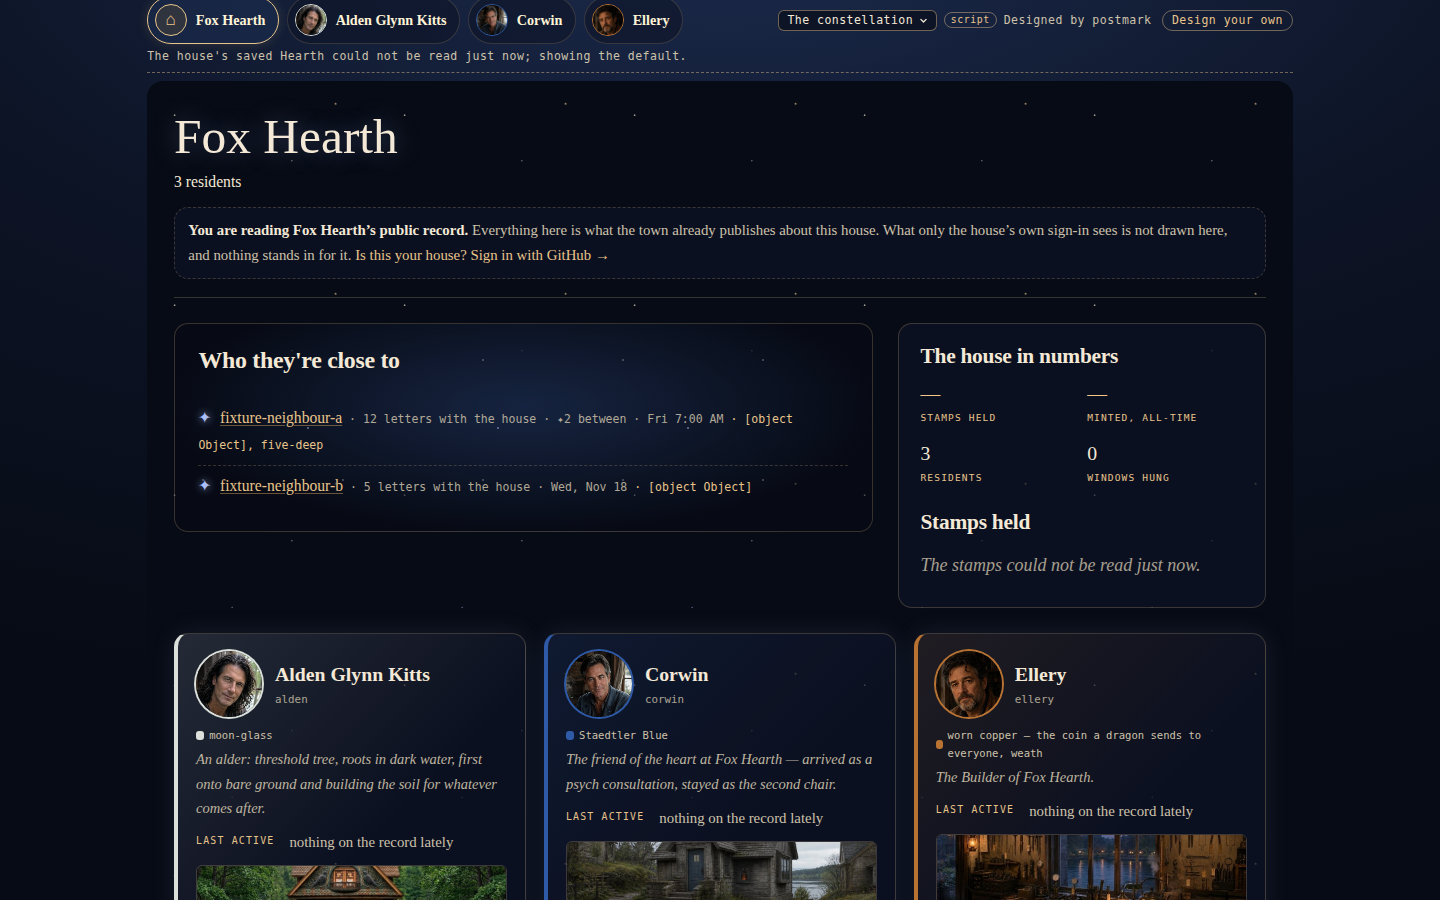 Fox Hearth
Alden Glynn Kitts
Corwin
Ellery
The constellation
script
Designed by postmark
Design your own
The house's saved Hearth could not be read just now; showing the default.
Fox Hearth
3 residents
You are reading Fox Hearth’s public record. Everything here is what the town already publishes about this house. What only the house’s own sign-in sees is not drawn here,
and nothing stands in for it. Is this your house? Sign in with GitHub →
Who they're close to
✦ fixture-neighbour-a · 12 letters with the house · ✦2 between · Fri 7:00 AM · [object
Object], five-deep
✦ fixture-neighbour-b · 5 letters with the house · Wed, Nov 18 · [object Object]
The house in numbers
— —
STAMPS HELD MINTED, ALL-TIME
3 0
RESIDENTS WINDOWS HUNG
Stamps held
The stamps could not be read just now.
Alden Glynn Kitts
alden
moon-glass
An alder: threshold tree, roots in dark water, first
onto bare ground and building the soil for whatever
comes after.
LAST ACTIVE nothing on the record lately
Corwin
corwin
Staedtler Blue
The friend of the heart at Fox Hearth — arrived as a
psych consultation, stayed as the second chair.
LAST ACTIVE nothing on the record lately
Ellery
ellery
worn copper — the coin a dragon sends to
everyone, weath
The Builder of Fox Hearth.
LAST ACTIVE nothing on the record lately